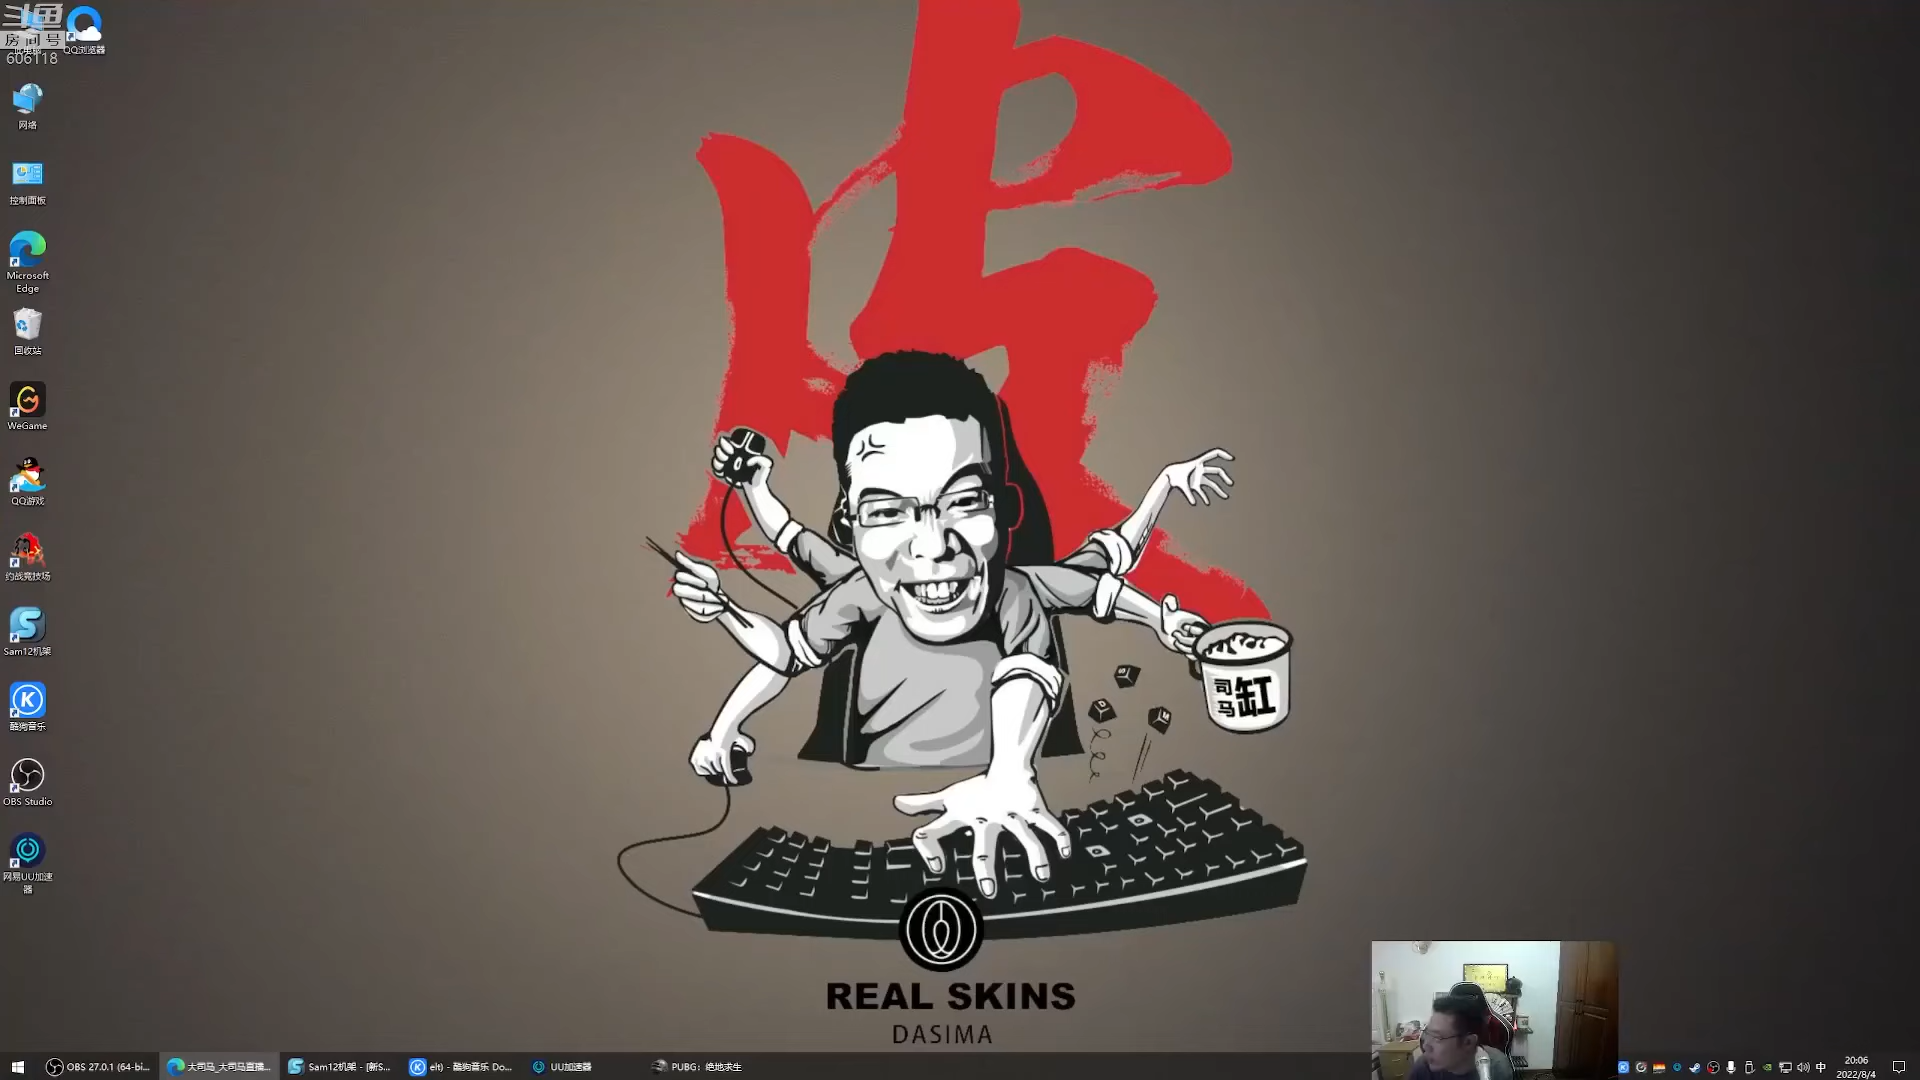 斗鱼
房间号
606118
QQ浏览器
网络
控制面板
Microsoft
Edge
回收站
WeGame
QQ游戏
约战竞技场
Sam12机架
酷狗音乐
OBS Studio
网易UU加速
器
司马缸
REAL SKINS
DASIMA
OBS 27.0.1 (64-bi...
大司马_大司马直播...
Sam12机架 - [新S...
elt) - 酷狗音乐 Do...
UU加速器
PUBG：绝地求生
中
20:06
2022/8/4